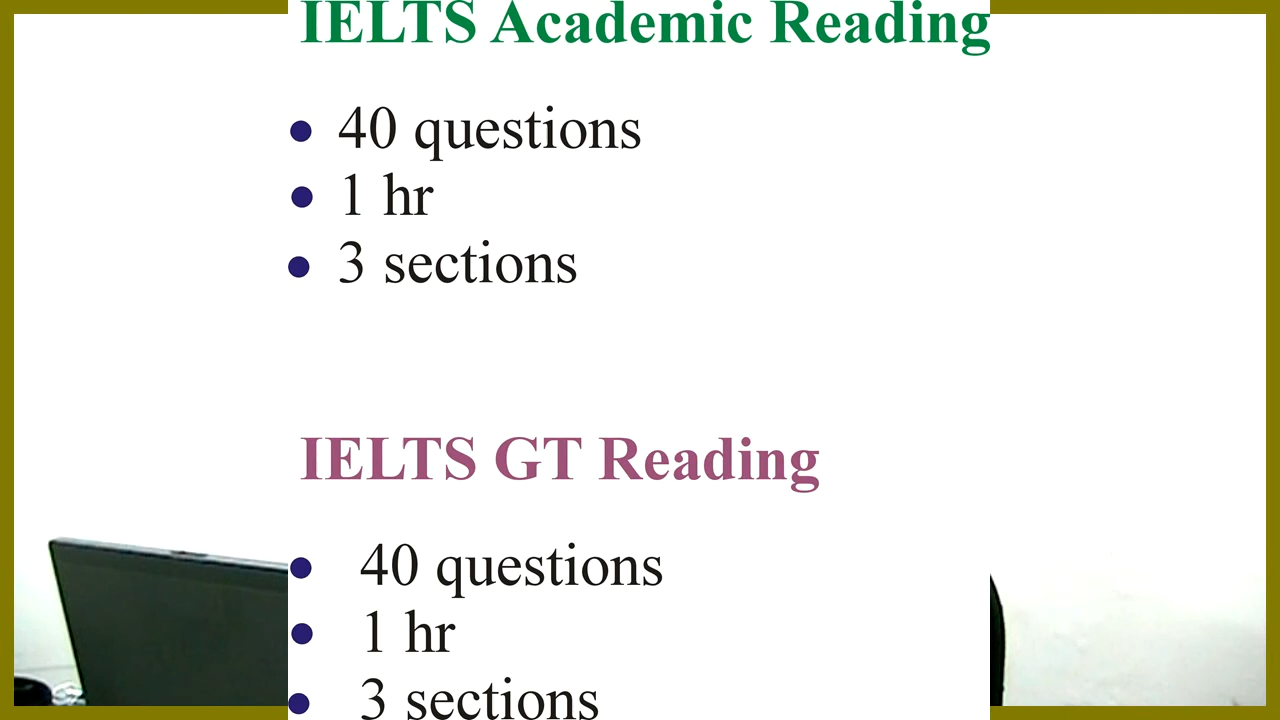 IELTS Academic Reading
• 40 questions
• 1 hr
• 3 sections
IELTS GT Reading
• 40 questions
• 1 hr
• 3 sections